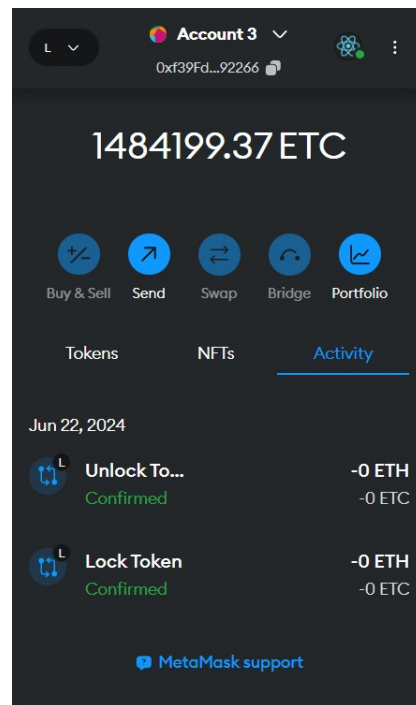 L
Account 3
0xf39Fd...92266
1484199.37 ETC
Buy & Sell Send Swap Bridge Portfolio
Tokens NFTs Activity
Jun 22, 2024
L
Unlock To... -0 ETH
Confirmed -0 ETC
L
Lock Token -0 ETH
Confirmed -0 ETC
MetaMask support